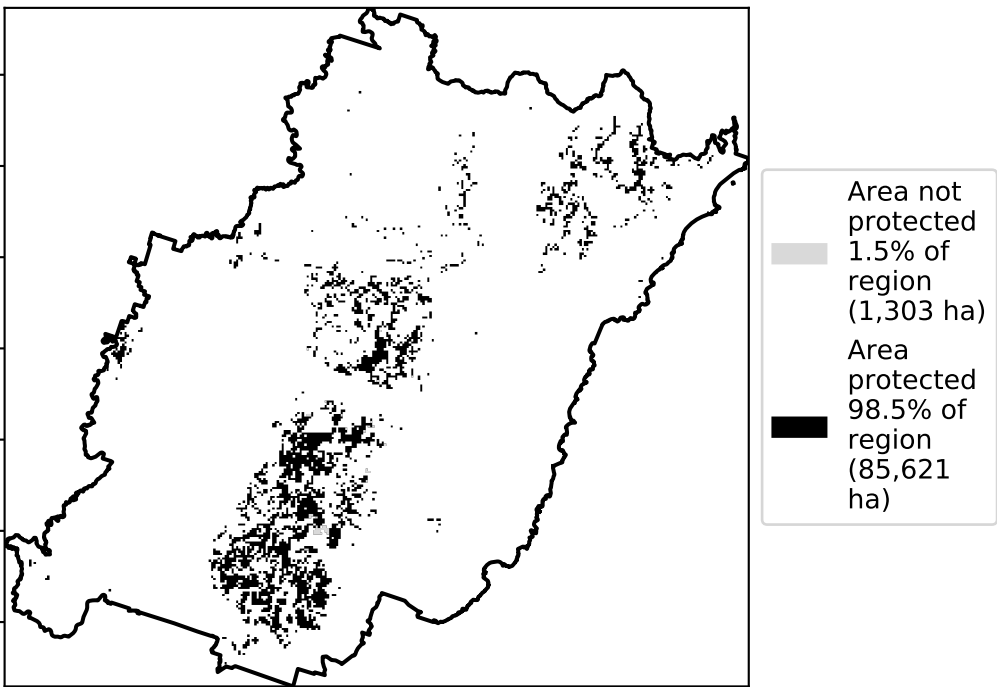 Area not
protected
1.5% of
region
(1,303 ha)
Area
protected
98.5% of
region
(85,621
ha)